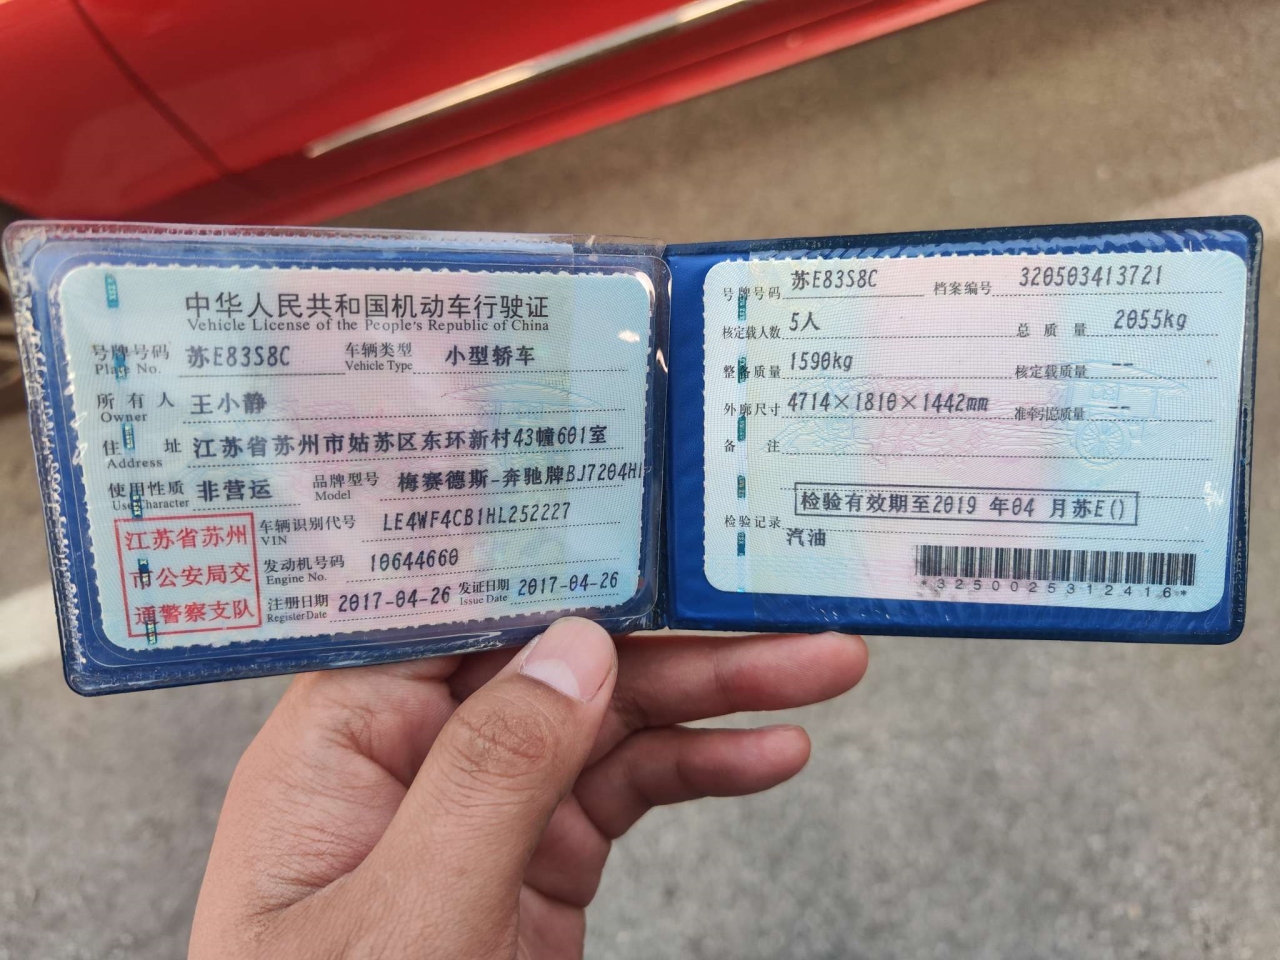 中华人民共和国机动车行驶证
Vehicle License of the People's Republic of China
号牌号码 Plate No. 苏E83S8C 车辆类型 Vehicle Type 小型轿车
所有人 Owner 王小静
住址 Address 江苏省苏州市姑苏区东环新村43幢601室
使用性质 Use Character 非营运 品牌型号 Model 梅赛德斯-奔驰牌BJ7204H
江苏省苏州
市公安局交
通警察支队
车辆识别代号 VIN LE4WF4CB1HL252227
发动机号码 Engine No. 10644660
注册日期 Register Date 2017-04-26 发证日期 Issue Date 2017-04-26
号牌号码 苏E83S8C 档案编号 320503413721
核定载人数 5人 总质量 2055kg
整备质量 1590kg 核定载质量 --
外廓尺寸 4714×1810×1442mm 准牵引总质量 --
备注
检验有效期至2019年04月苏E()
检验记录
汽油
*3250025312416*